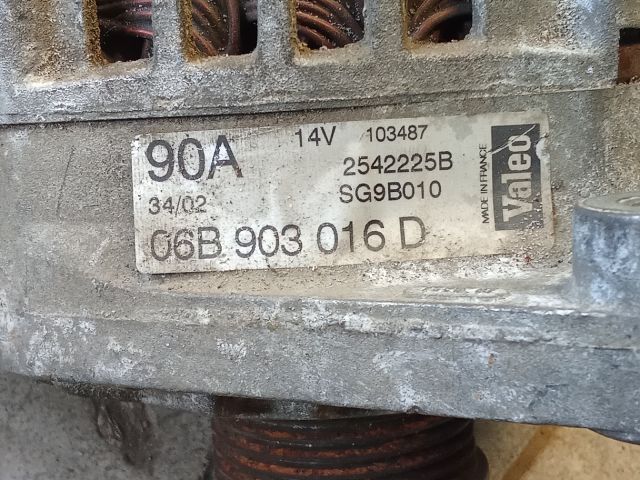 90A 14V 103487
2542225B
34/02 SG9B010
06B 903 016 D
MADE IN FRANCE
Valeo